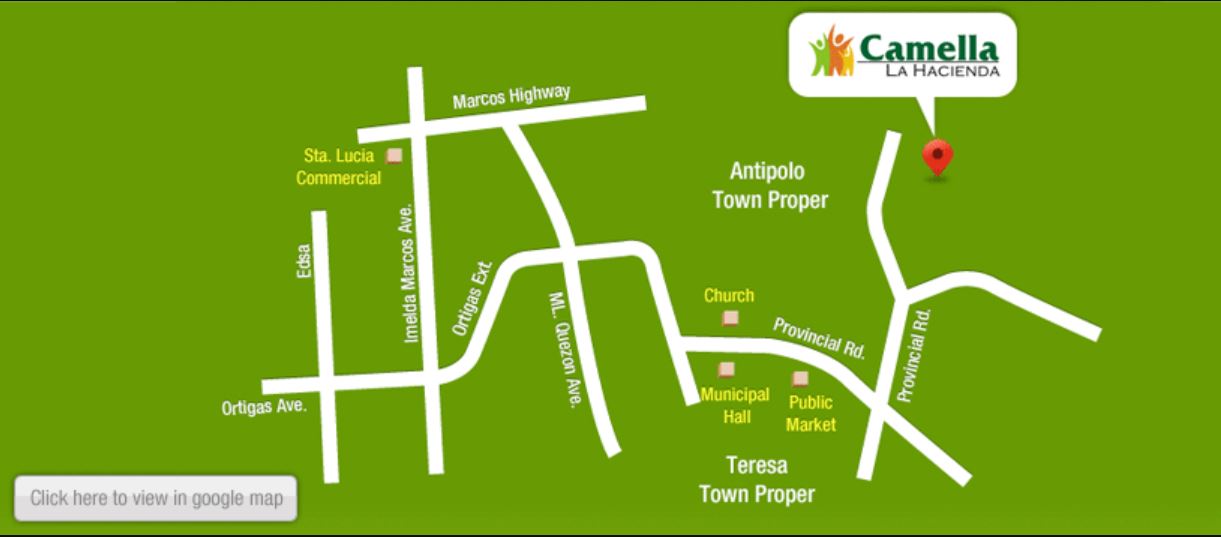 Camella
LA HACIENDA
Marcos Highway
Sta. Lucia
Commercial
Antipolo
Town Proper
Edsa
Imelda Marcos Ave.
Ortigas Ext.
ML. Quezon Ave.
Church
Provincial Rd.
Provincial Rd.
Municipal
Hall
Public
Market
Ortigas Ave.
Teresa
Town Proper
Click here to view in google map